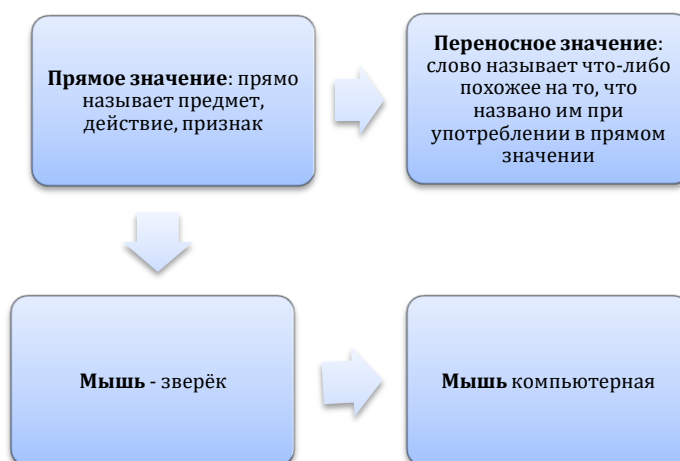 Прямое значение: прямо
называет предмет,
действие, признак
Переносное значение:
слово называет что-либо
похожее на то, что
названо им при
употреблении в прямом
значении
Мышь - зверёк
Мышь компьютерная